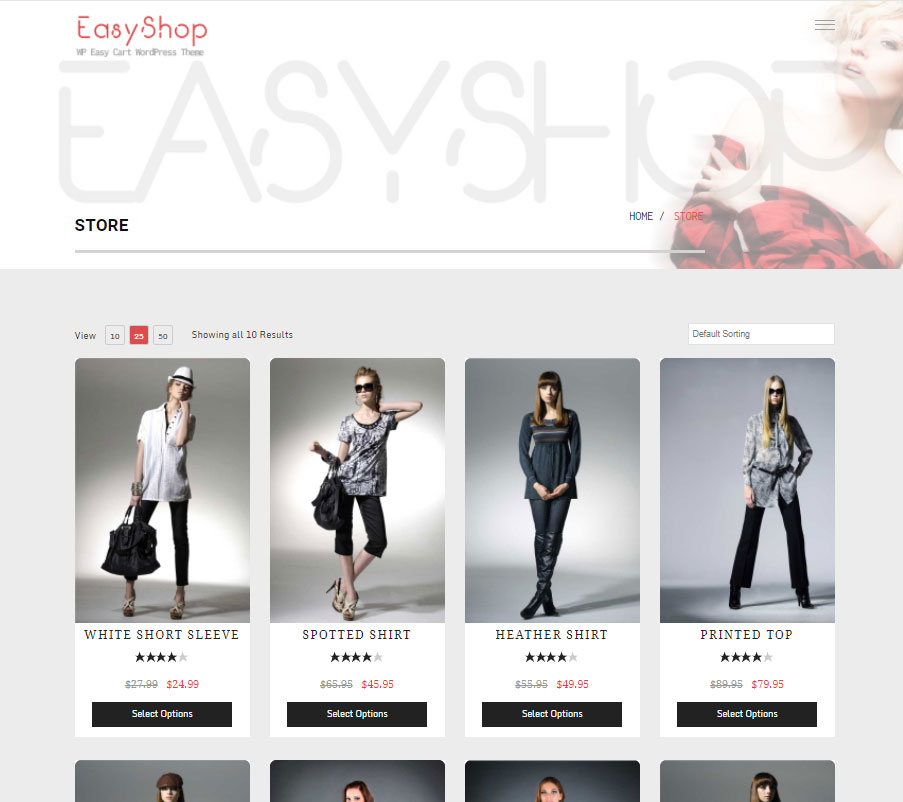 EasyShop
WP Easy Cart WordPress Theme
EASYSHOP
STORE
HOME / STORE
View 10 25 50 Showing all 10 Results
Default Sorting
WHITE SHORT SLEEVE
$27.99 $24.99
Select Options
SPOTTED SHIRT
$65.95 $45.95
Select Options
HEATHER SHIRT
$55.95 $49.95
Select Options
PRINTED TOP
$89.95 $79.95
Select Options